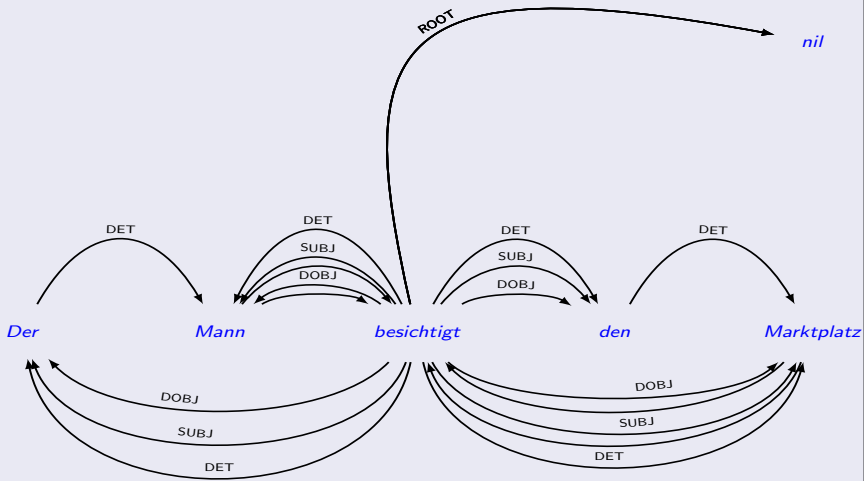 ROOT
nil
DET
DET
SUBJ
DOBJ
DET
SUBJ
DOBJ
DET
Der Mann besichtigt den Marktplatz
DOBJ
SUBJ
DET
DOBJ
SUBJ
DET